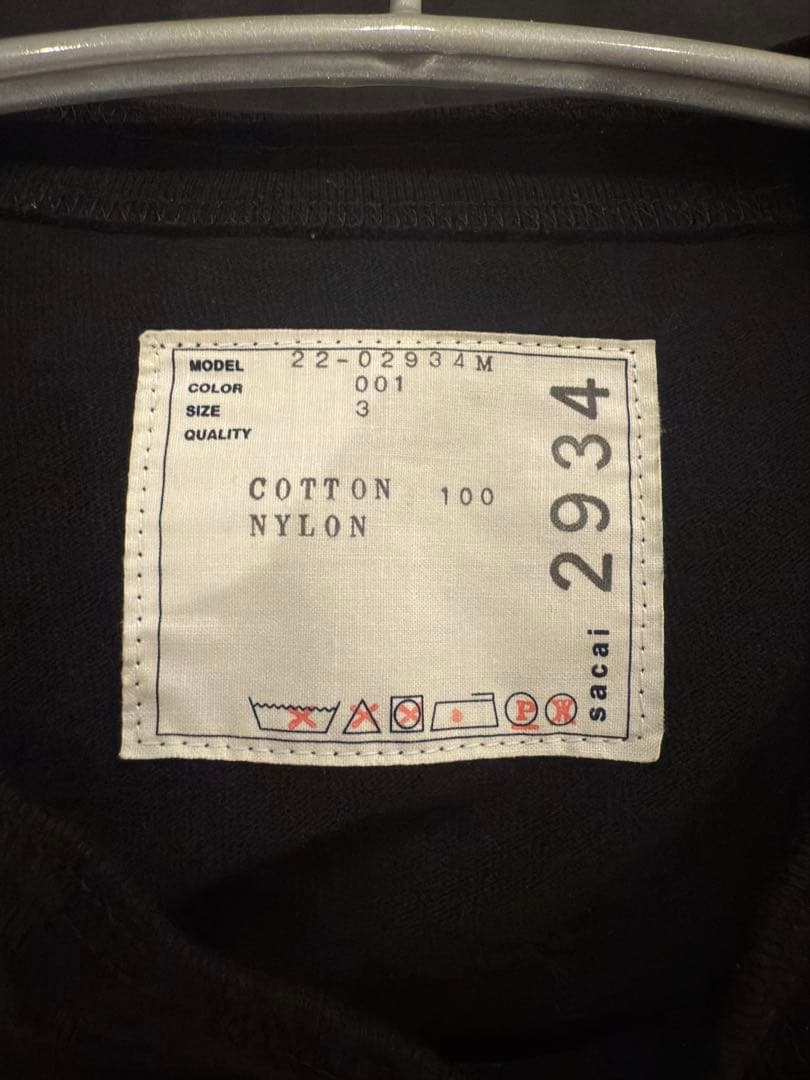 MODEL 22-02934M
COLOR 001
SIZE 3
QUALITY
COTTON 100
NYLON
P W
sacai 2934